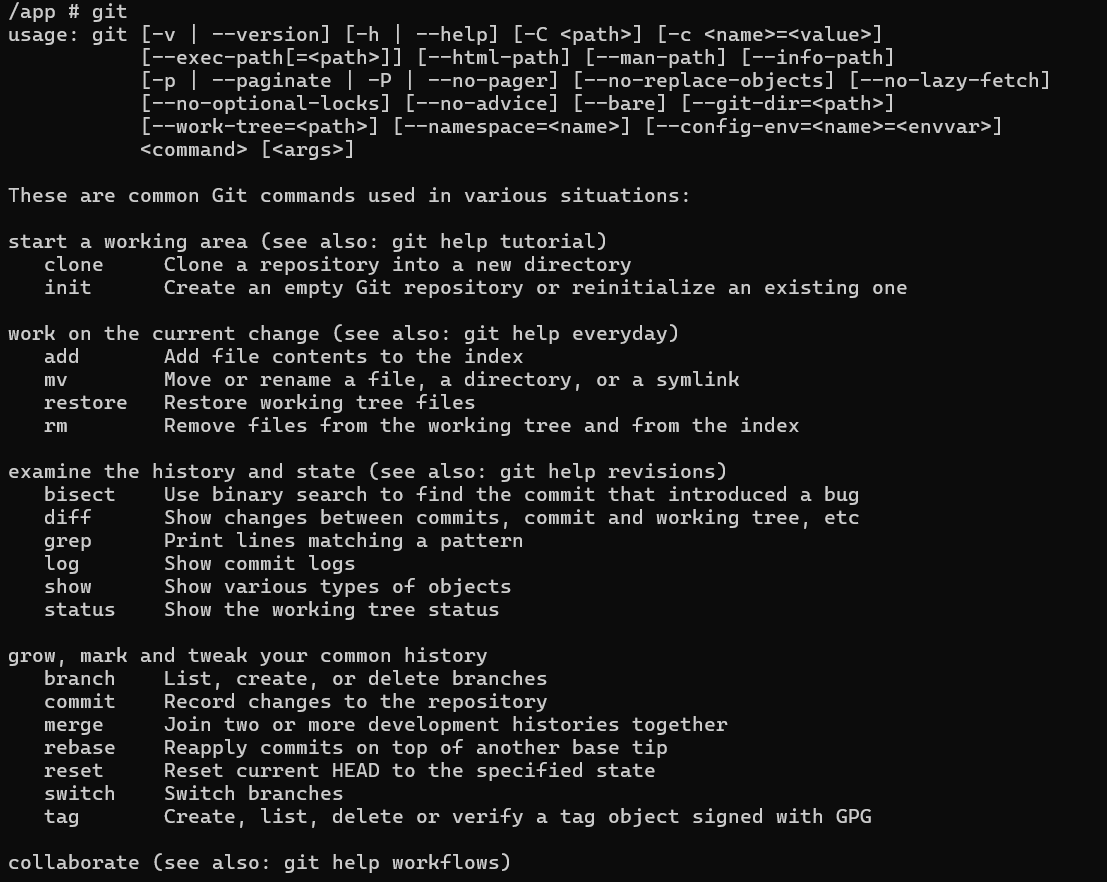 /app # git
usage: git [-v | --version] [-h | --help] [-C <path>] [-c <name>=<value>]
           [--exec-path[=<path>]] [--html-path] [--man-path] [--info-path]
           [-p | --paginate | -P | --no-pager] [--no-replace-objects] [--no-lazy-fetch]
           [--no-optional-locks] [--no-advice] [--bare] [--git-dir=<path>]
           [--work-tree=<path>] [--namespace=<name>] [--config-env=<name>=<envvar>]
           <command> [<args>]

These are common Git commands used in various situations:

start a working area (see also: git help tutorial)
   clone     Clone a repository into a new directory
   init      Create an empty Git repository or reinitialize an existing one

work on the current change (see also: git help everyday)
   add       Add file contents to the index
   mv        Move or rename a file, a directory, or a symlink
   restore   Restore working tree files
   rm        Remove files from the working tree and from the index

examine the history and state (see also: git help revisions)
   bisect    Use binary search to find the commit that introduced a bug
   diff      Show changes between commits, commit and working tree, etc
   grep      Print lines matching a pattern
   log       Show commit logs
   show      Show various types of objects
   status    Show the working tree status

grow, mark and tweak your common history
   branch    List, create, or delete branches
   commit    Record changes to the repository
   merge     Join two or more development histories together
   rebase    Reapply commits on top of another base tip
   reset     Reset current HEAD to the specified state
   switch    Switch branches
   tag       Create, list, delete or verify a tag object signed with GPG

collaborate (see also: git help workflows)